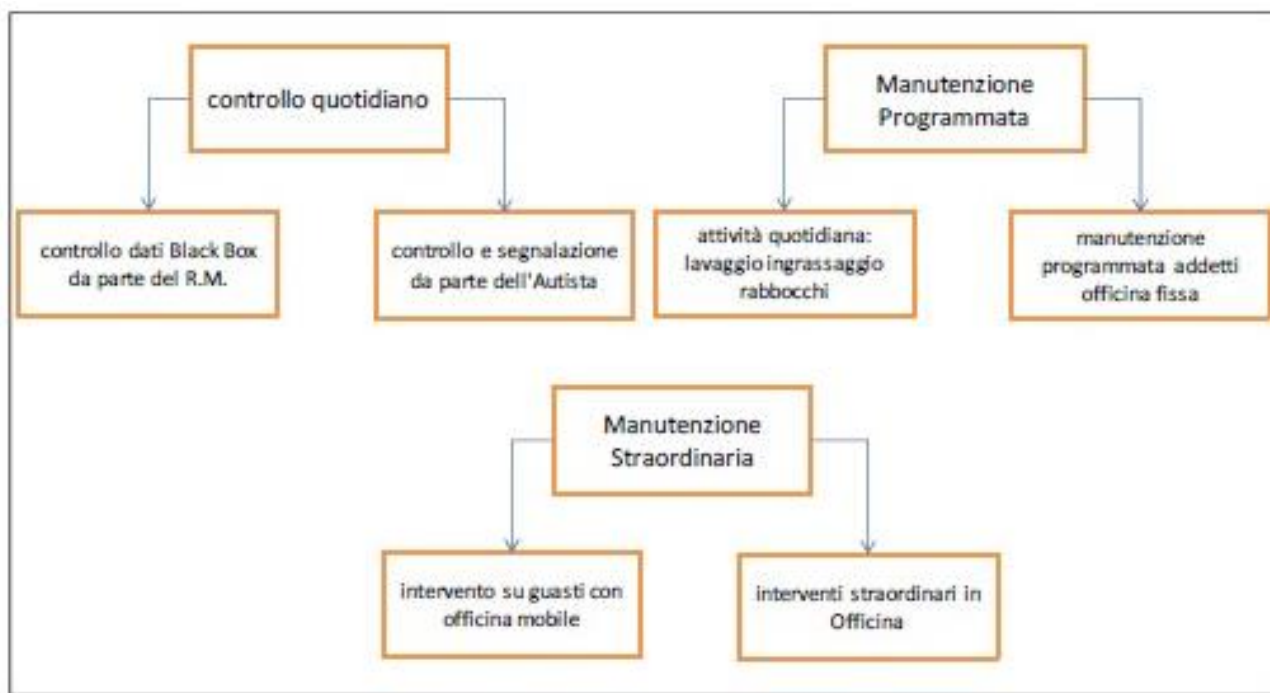 controllo quotidiano
Manutenzione
Programmata
controllo dati Black Box
da parte del R.M.
controllo e segnalazione
da parte dell'Autista
attività quotidiana:
lavaggio ingrassaggio
rabbocchi
manutenzione
programmata addetti
officina fissa
Manutenzione
Straordinaria
intervento su guasti con
officina mobile
interventi straordinari in
Officina